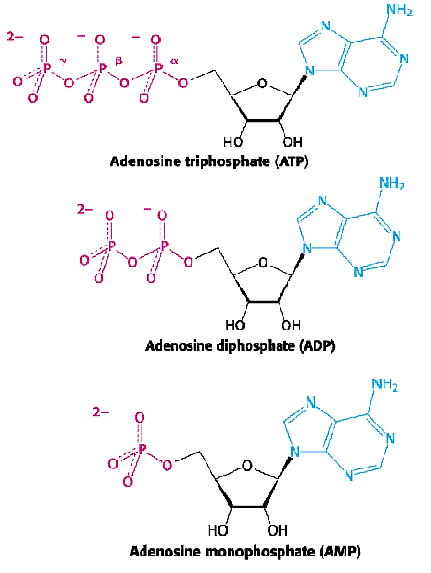 NH₂
2– O – O – O
γ β α
P P P
O O O O O
O O O
O
N N
N N
HO OH
Adenosine triphosphate (ATP)
NH₂
2– O – O
P P
O O O
O O
O
N N
N N
HO OH
Adenosine diphosphate (ADP)
NH₂
2– O
P
O O
O
O
N N
N N
HO OH
Adenosine monophosphate (AMP)